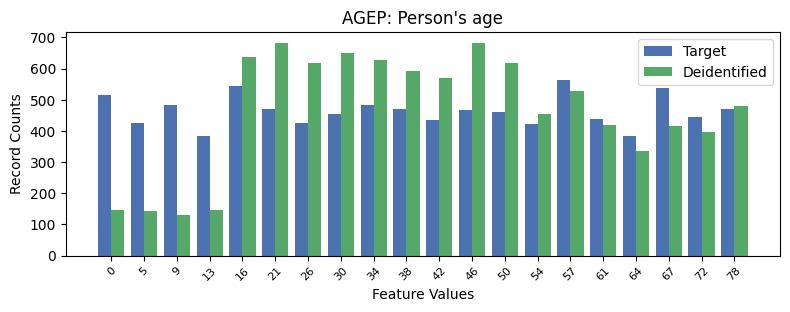 AGEP: Person's age
Target
Deidentified
Record Counts
700
600
500
400
300
200
100
0
0 5 9 13 16 21 26 30 34 38 42 46 50 54 57 61 64 67 72 78
Feature Values